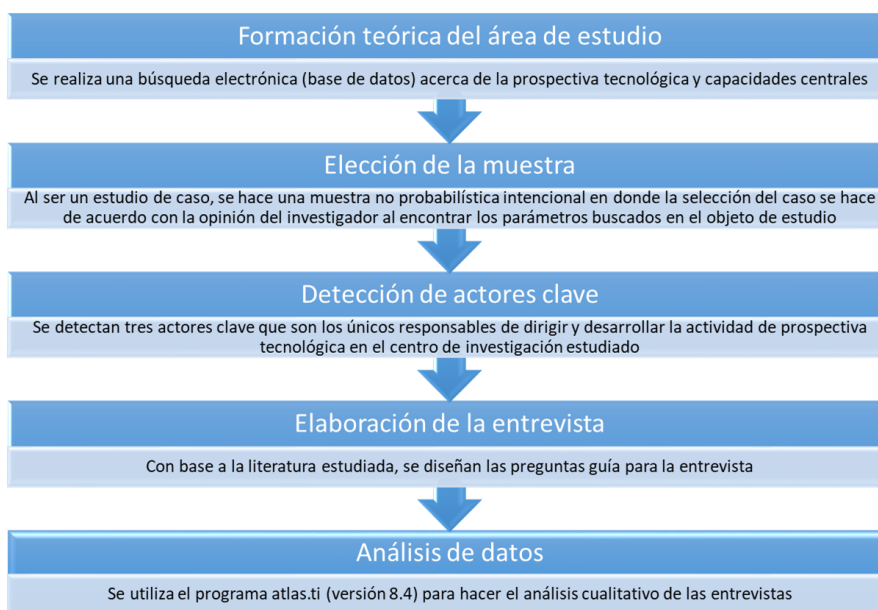 Formación teórica del área de estudio
Se realiza una búsqueda electrónica (base de datos) acerca de la prospectiva tecnológica y capacidades centrales
Elección de la muestra
Al ser un estudio de caso, se hace una muestra no probabilística intencional en donde la selección del caso se hace
de acuerdo con la opinión del investigador al encontrar los parámetros buscados en el objeto de estudio
Detección de actores clave
Se detectan tres actores clave que son los únicos responsables de dirigir y desarrollar la actividad de prospectiva
tecnológica en el centro de investigación estudiado
Elaboración de la entrevista
Con base a la literatura estudiada, se diseñan las preguntas guía para la entrevista
Análisis de datos
Se utiliza el programa atlas.ti (versión 8.4) para hacer el análisis cualitativo de las entrevistas